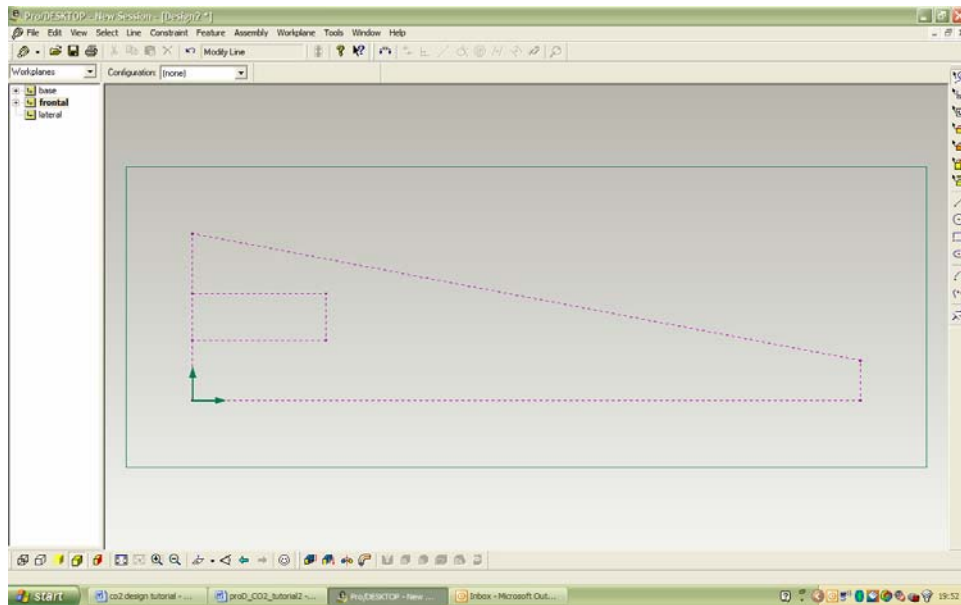 Pro/DESKTOP - New Session - [Design7 *]
File Edit View Select Line Constraint Feature Assembly Workplane Tools Window Help
Modify Line
Workplanes Configuration: (none)
base
frontal
lateral
start co2 design tutorial - ... proD_CO2_tutorial2 -... Pro/DESKTOP - New ... Inbox - Microsoft Out... 19:52